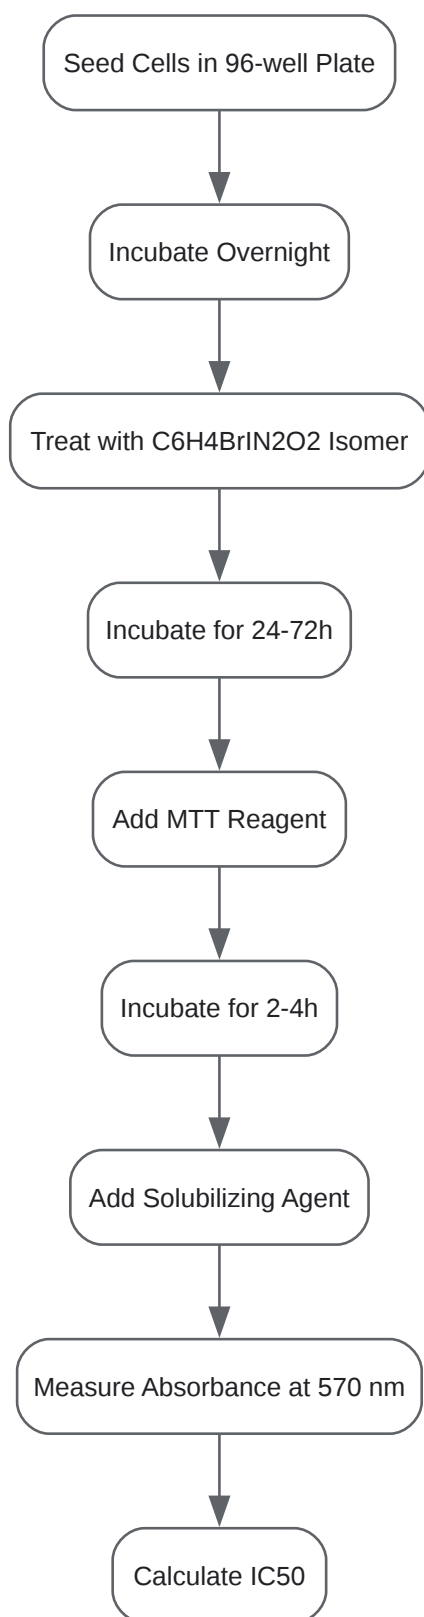 Seed Cells in 96-well Plate
Incubate Overnight
Treat with C6H4BrIN2O2 Isomer
Incubate for 24-72h
Add MTT Reagent
Incubate for 2-4h
Add Solubilizing Agent
Measure Absorbance at 570 nm
Calculate IC50